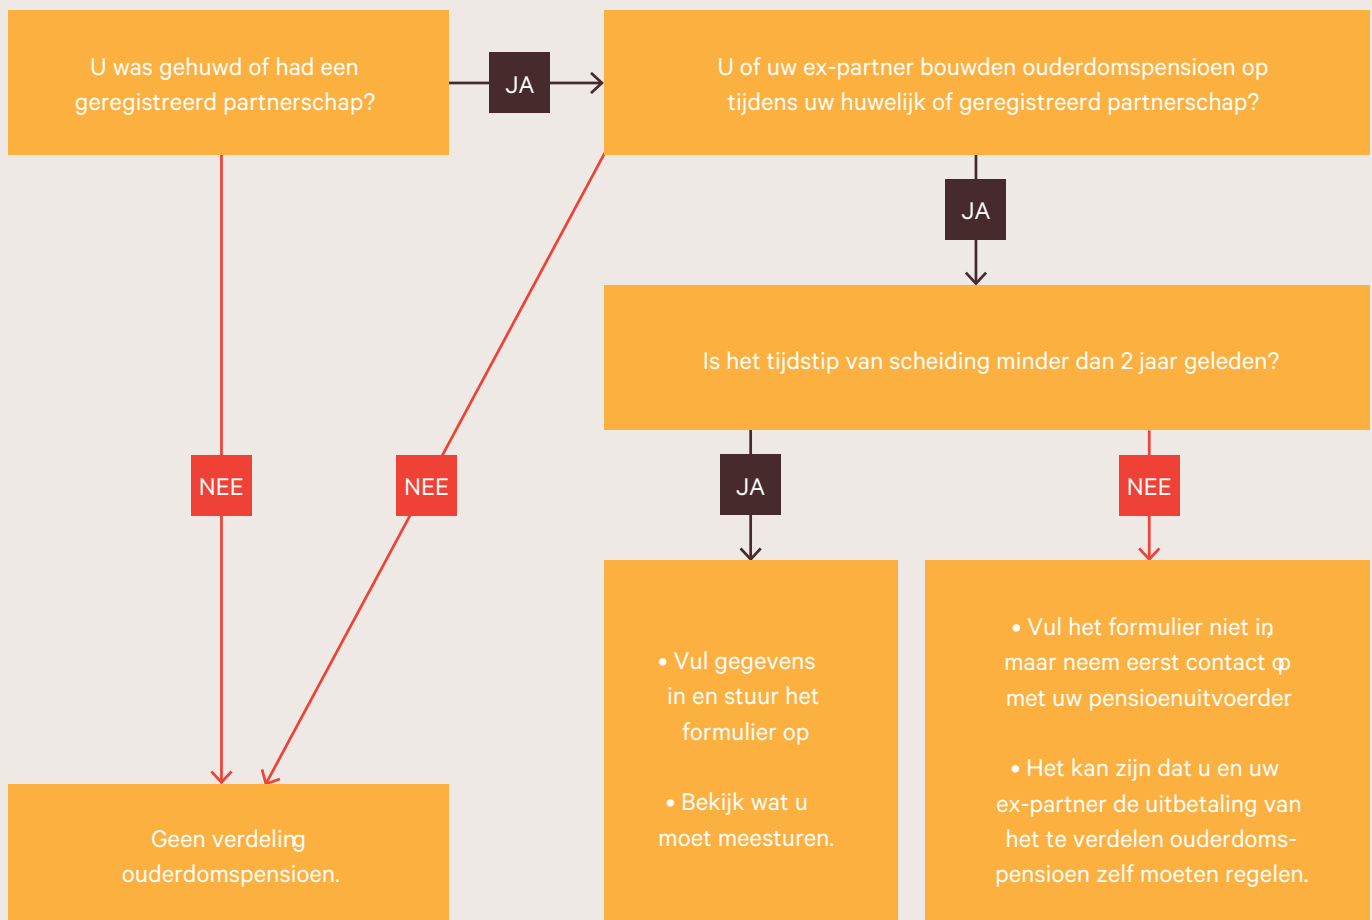 U was gehuwd of had een
geregistreerd partnerschap?
JA
U of uw ex-partner bouwden ouderdomspensioen op
tijdens uw huwelijk of geregistreerd partnerschap?
JA
Is het tijdstip van scheiding minder dan 2 jaar geleden?
NEE
NEE
JA
NEE
• Vul gegevens
in en stuur het
formulier op
• Bekijk wat u
moet meesturen.
• Vul het formulier niet in,
maar neem eerst contact op
met uw pensioenuitvoerder
• Het kan zijn dat u en uw
ex-partner de uitbetaling van
het te verdelen ouderdoms-
pensioen zelf moeten regelen.
Geen verdeling
ouderdomspensioen.